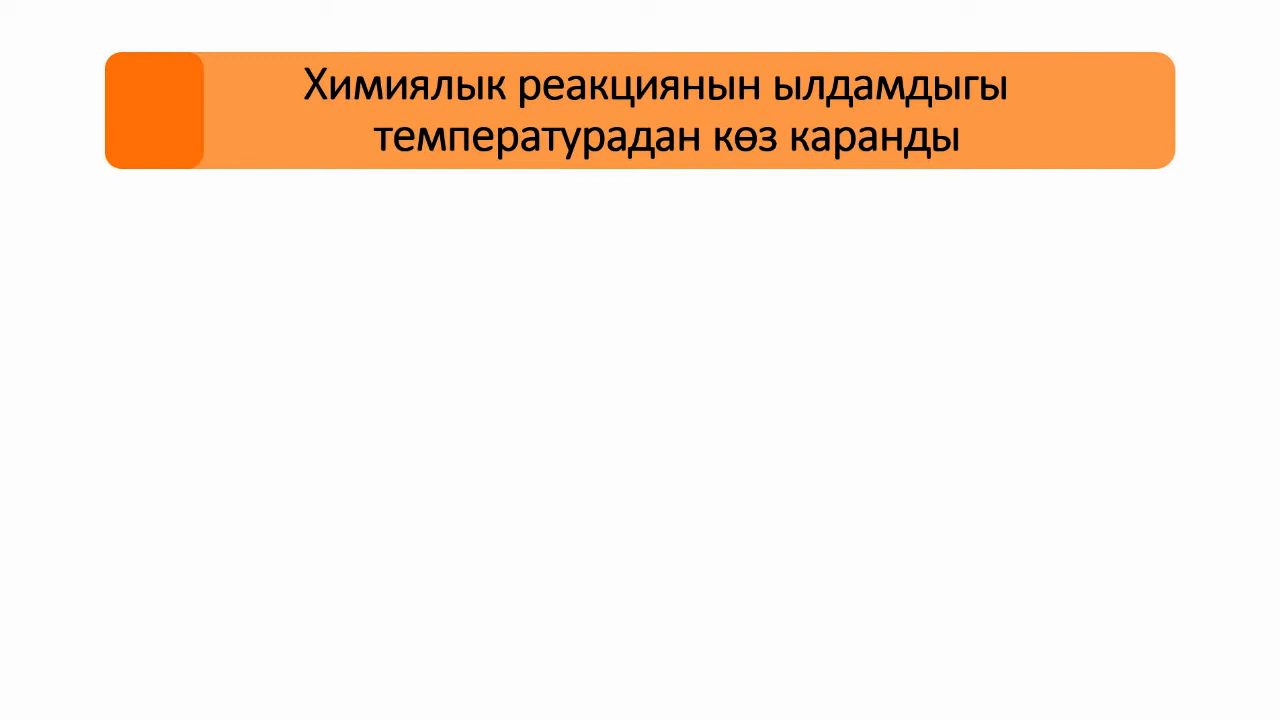 Химиялык реакциянын ылдамдыгы
температурадан көз каранды